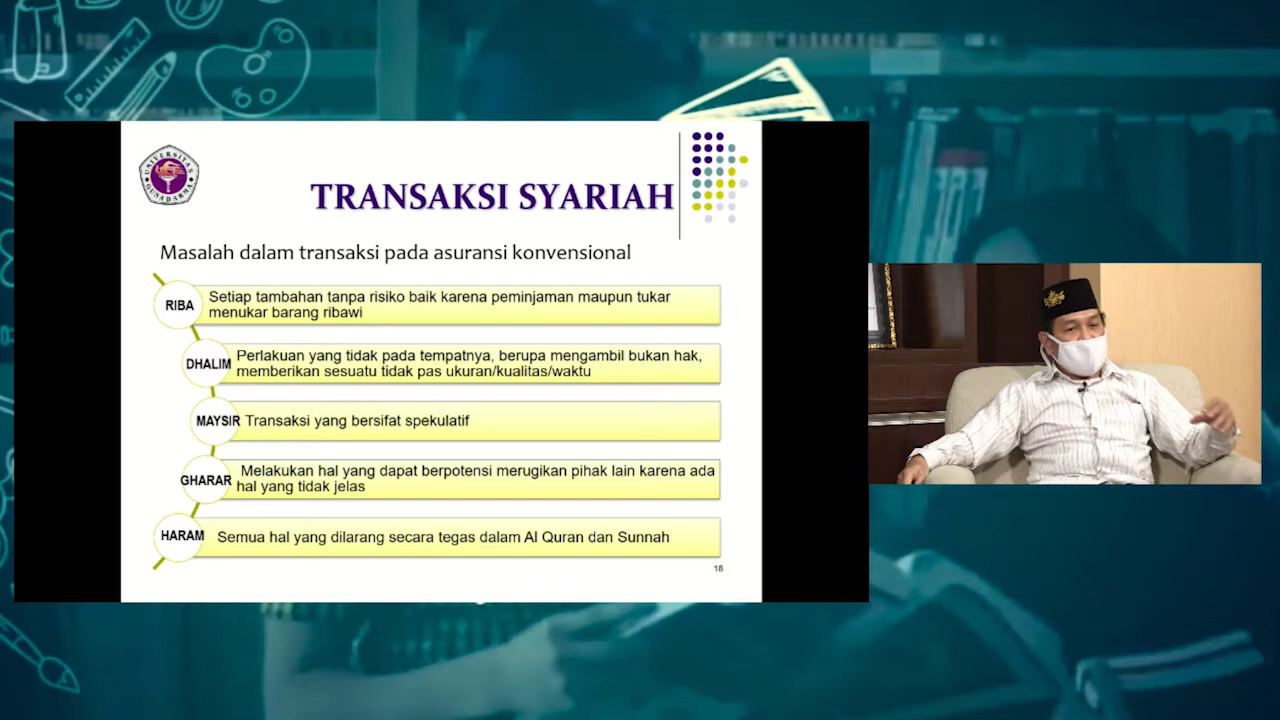 UNIVERSITAS GUNADARMA
TRANSAKSI SYARIAH
Masalah dalam transaksi pada asuransi konvensional
RIBA
Setiap tambahan tanpa risiko baik karena peminjaman maupun tukar
menukar barang ribawi
DHALIM
Perlakuan yang tidak pada tempatnya, berupa mengambil bukan hak,
memberikan sesuatu tidak pas ukuran/kualitas/waktu
MAYSIR
Transaksi yang bersifat spekulatif
GHARAR
Melakukan hal yang dapat berpotensi merugikan pihak lain karena ada
hal yang tidak jelas
HARAM
Semua hal yang dilarang secara tegas dalam Al Quran dan Sunnah
18